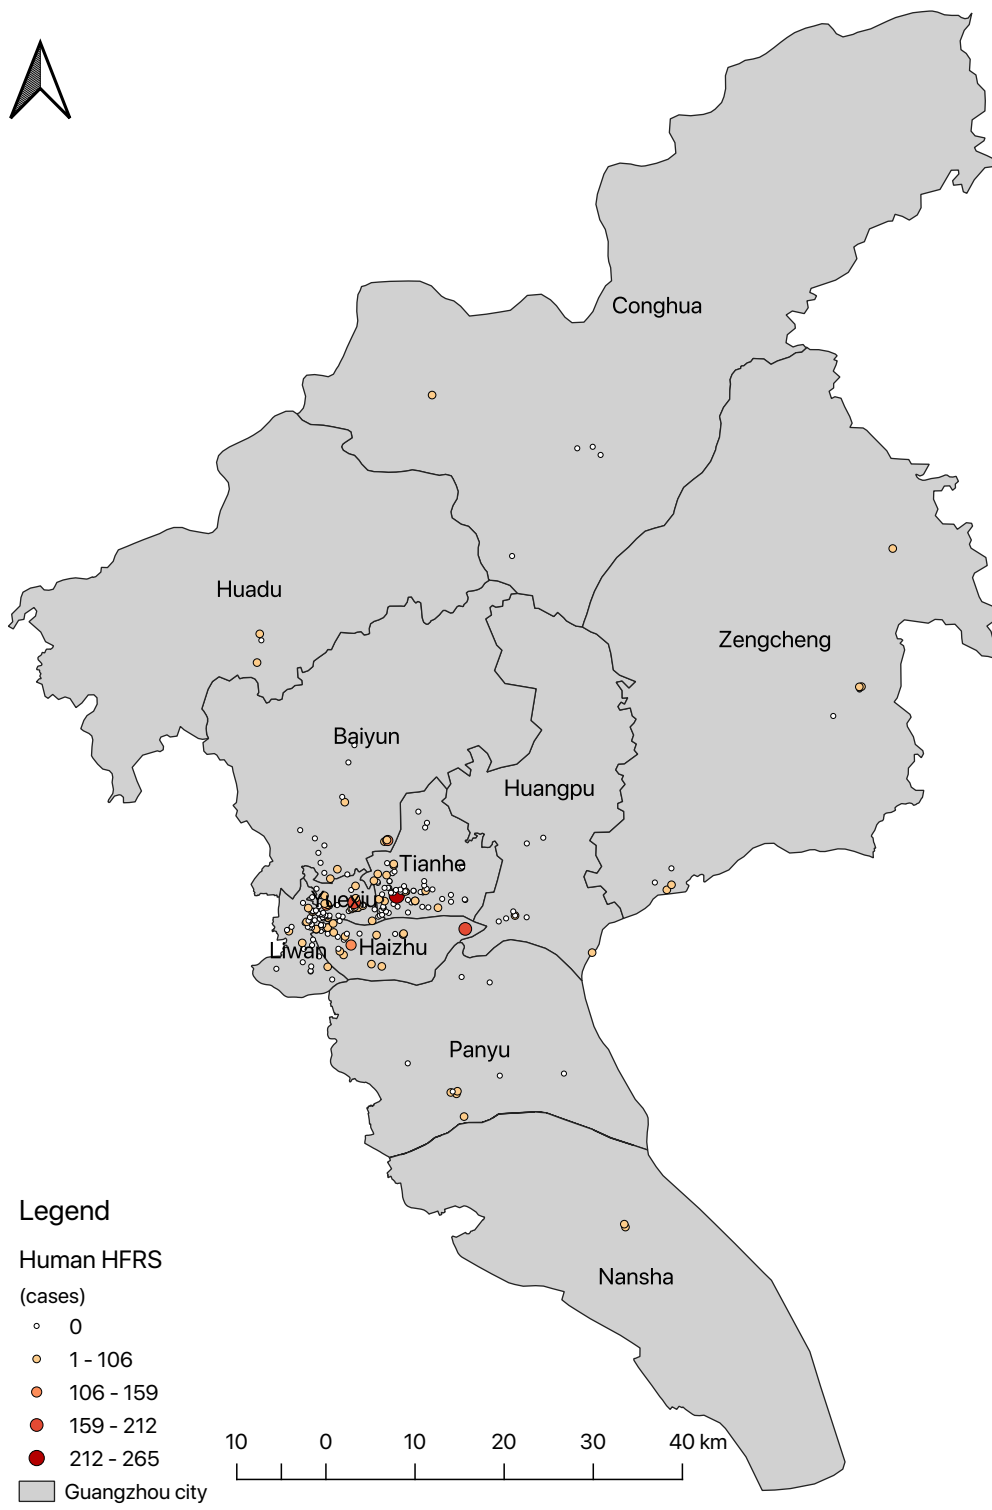 Conghua
Huadu
Zengcheng
Baiyun
Huangpu
Tianhe
Yuexiu
Liwan
Haizhu
Panyu
Nansha
Legend
Human HFRS
(cases)
0
1 - 106
106 - 159
159 - 212
212 - 265
Guangzhou city
10 0 10 20 30 40 km